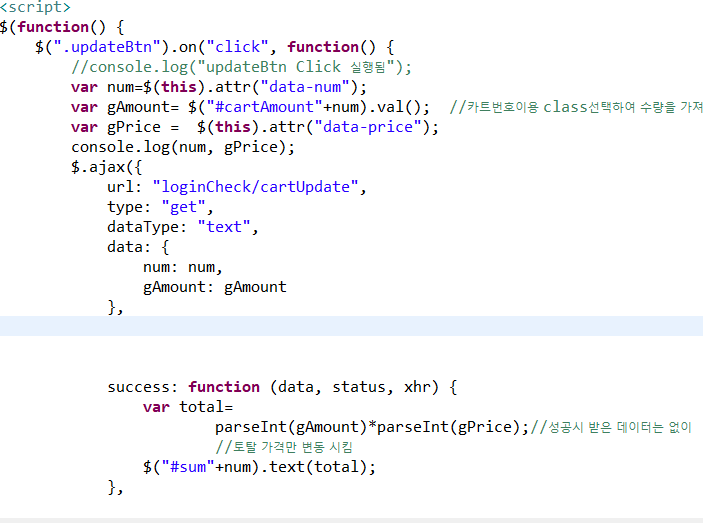 <script>
$(function() {
$(".updateBtn").on("click", function() {
//console.log("updateBtn Click 실행됨");
var num=$(this).attr("data-num");
var gAmount= $("#cartAmount"+num).val(); //카트번호이용 class선택하여 수량을 가져
var gPrice = $(this).attr("data-price");
console.log(num, gPrice);
$.ajax({
url: "loginCheck/cartUpdate",
type: "get",
dataType: "text",
data: {
num: num,
gAmount: gAmount
},
success: function (data, status, xhr) {
var total=
parseInt(gAmount)*parseInt(gPrice);//성공시 받은 데이터는 없이
//토탈 가격만 변동 시킴
$("#sum"+num).text(total);
},